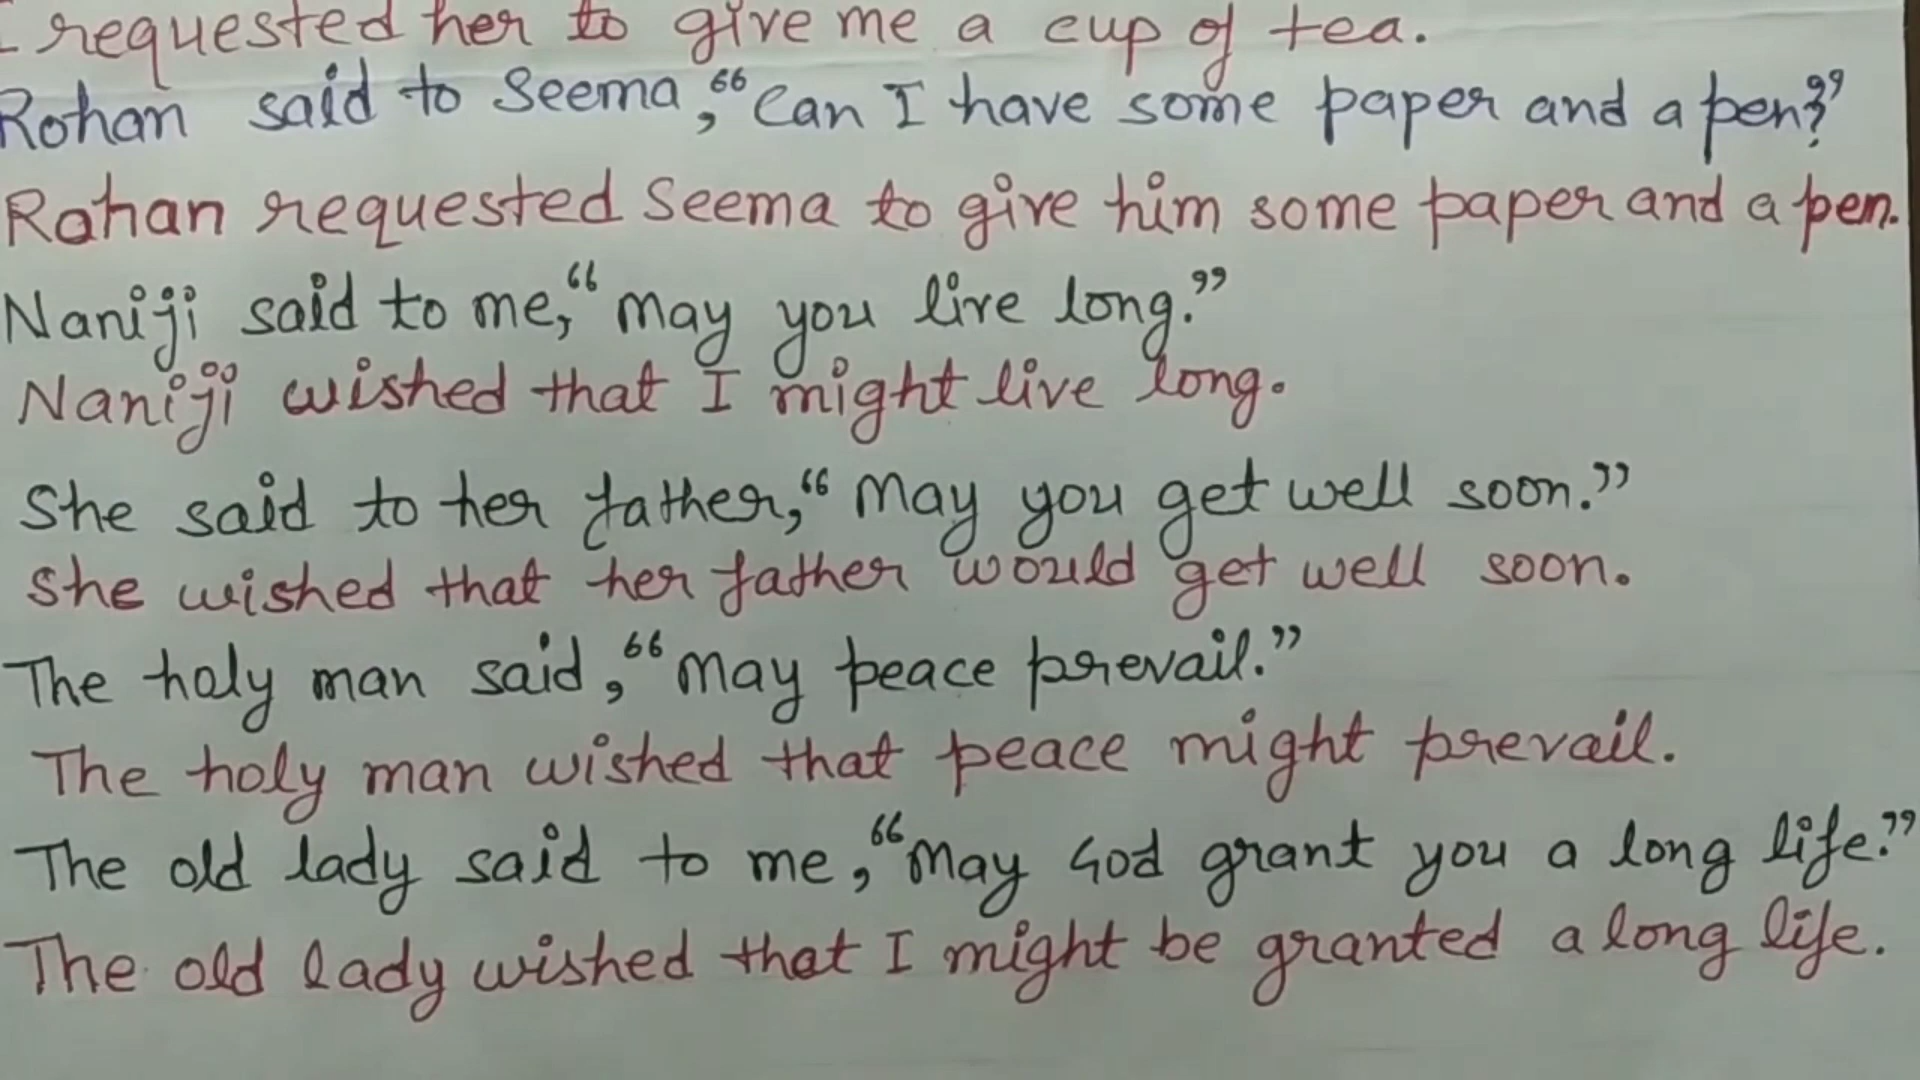 I requested her to give me a cup of tea.
Rohan said to Seema, "Can I have some paper and a pen?"
Rohan requested Seema to give him some paper and a pen.
Naniji said to me, "May you live long."
Naniji wished that I might live long.
She said to her father, "May you get well soon."
She wished that her father would get well soon.
The holy man said, "May peace prevail."
The holy man wished that peace might prevail.
The old lady said to me, "May God grant you a long life."
The old lady wished that I might be granted a long life.